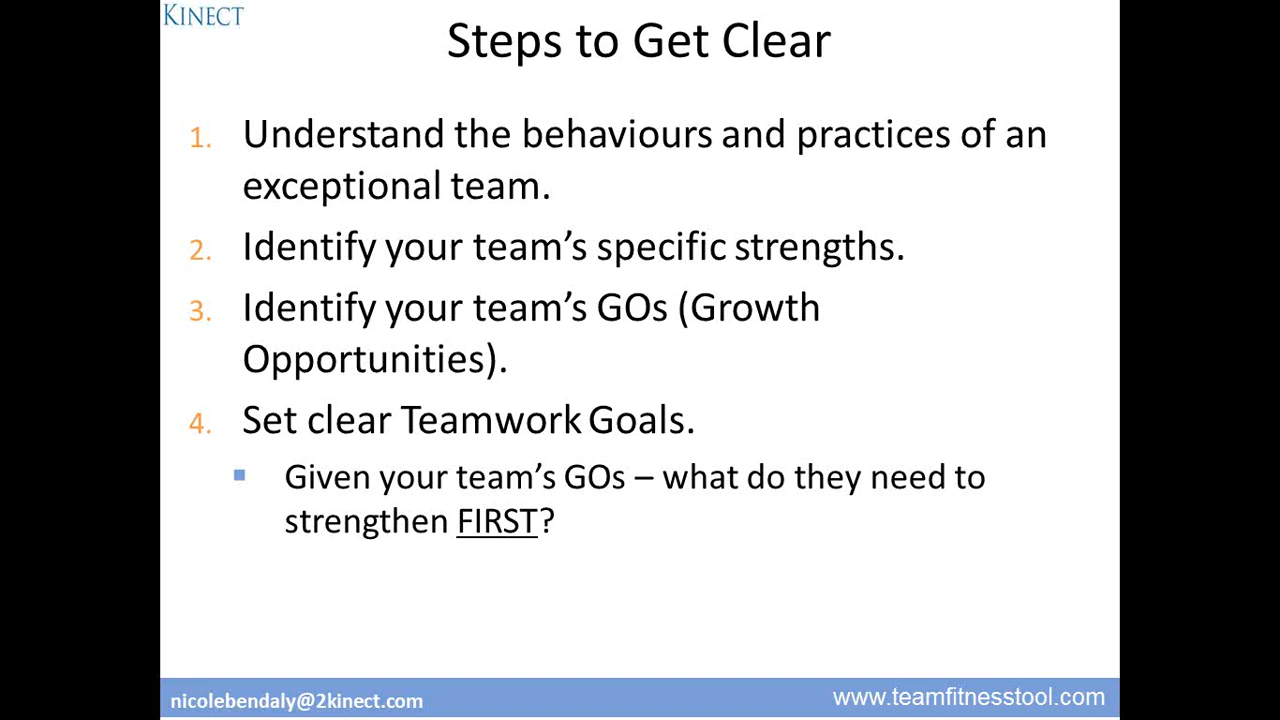 KINECT
Steps to Get Clear
1. Understand the behaviours and practices of an
exceptional team.
2. Identify your team’s specific strengths.
3. Identify your team’s GOs (Growth
Opportunities).
4. Set clear Teamwork Goals.
▪ Given your team’s GOs – what do they need to
strengthen FIRST?
nicolebendaly@2kinect.com
www.teamfitnesstool.com